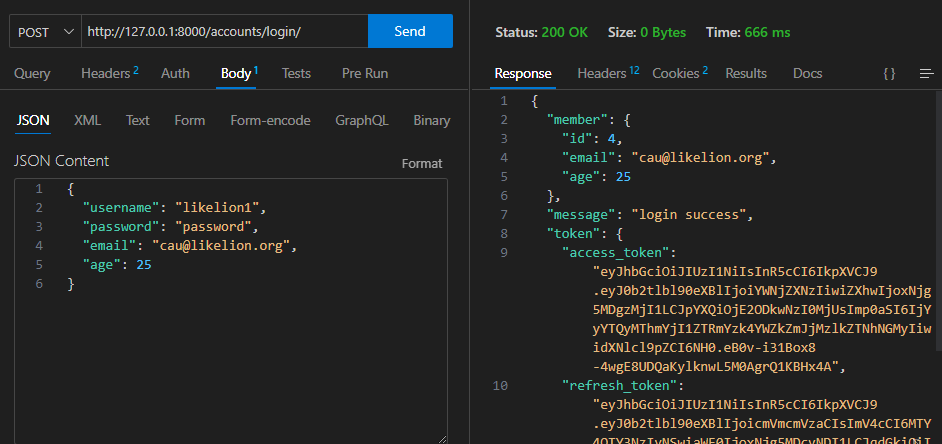 POST http://127.0.0.1:8000/accounts/login/ Send
Query Headers 2 Auth Body 1 Tests Pre Run
JSON XML Text Form Form-encode GraphQL Binary
JSON Content Format
1 {
2 "username": "likelion1",
3 "password": "password",
4 "email": "cau@likelion.org",
5 "age": 25
6 }
Status: 200 OK Size: 0 Bytes Time: 666 ms
Response Headers 12 Cookies 2 Results Docs { }
1 {
2 "member": {
3 "id": 4,
4 "email": "cau@likelion.org",
5 "age": 25
6 },
7 "message": "login success",
8 "token": {
9 "access_token":
"eyJhbGciOiJIUzI1NiIsInR5cCI6IkpXVCJ9
.eyJ0b2tlbl90eXBlIjoiYWNjZXNzIiwiZXhwIjoxNjg
5MDgzMjI1LCJpYXQiOjE2ODkwNzI0MjUsImp0aSI6IjY
yYTQyMThmYjI1ZTRmYzk4YWZkZmJjMzlkZTNhNGMyIiw
idXNlcl9pZCI6NH0.eB0v-i31Box8
-4wgE8UDQaKylknwL5M0AgrQ1KBHx4A",
10 "refresh_token":
"eyJhbGciOiJIUzI1NiIsInR5cCI6IkpXVCJ9
.eyJ0b2tlbl90eXBlIjoicmVmcmVzaCIsImV4cCI6MTY